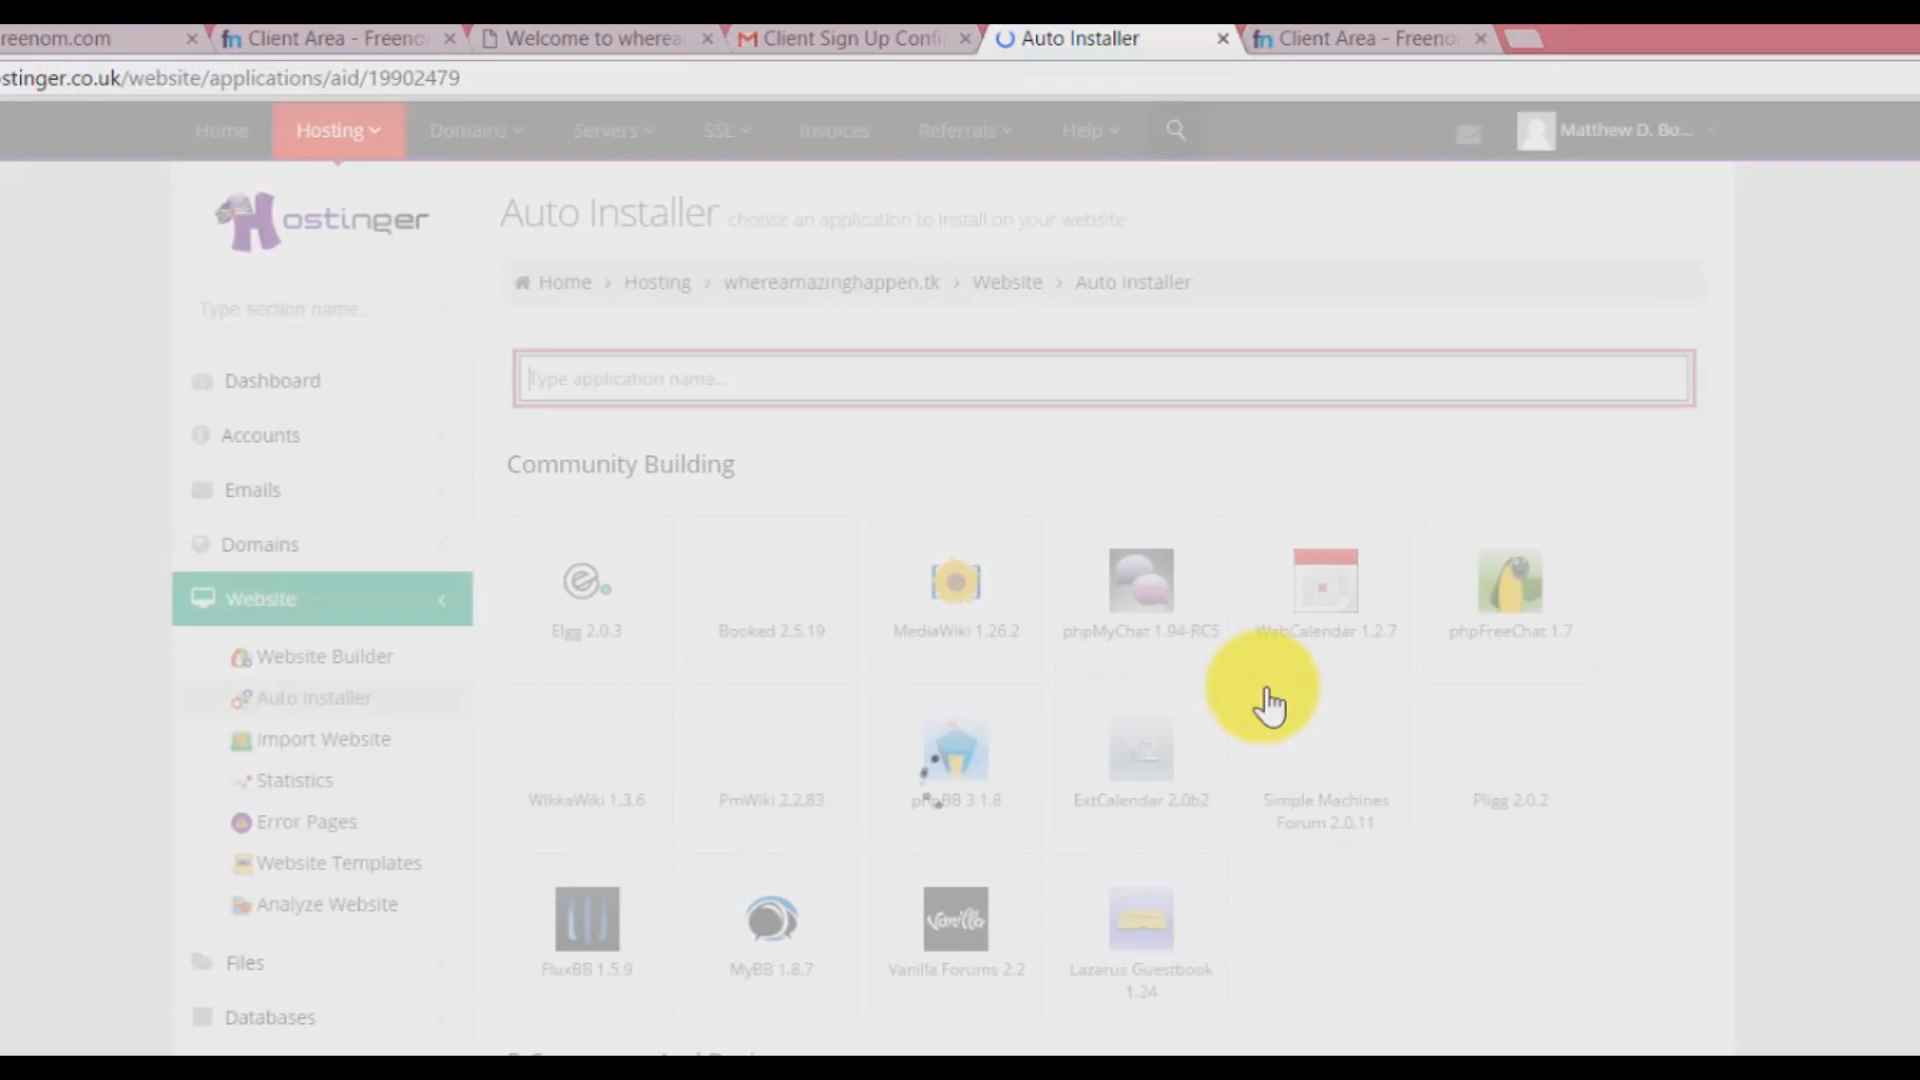 reenom.com
Client Area - Freeno
Welcome to wherea
Client Sign Up Confi
Auto Installer
Client Area - Freeno
ostinger.co.uk/website/applications/aid/19902479
Home
Hosting
Domains
Servers
SSL
Invoices
Referrals
Help
Matthew D. Bo...
Hostinger
Auto Installer choose an application to install on your website
Home > Hosting > whereamazinghappen.tk > Website > Auto Installer
Type section name...
Type application name...
Dashboard
Accounts
Emails
Domains
Website
Website Builder
Auto Installer
Import Website
Statistics
Error Pages
Website Templates
Analyze Website
Files
Databases
Community Building
Elgg 2.0.3
Booked 2.5.19
MediaWiki 1.26.2
phpMyChat 1.94-RC5
WebCalendar 1.2.7
phpFreeChat 1.7
WikkaWiki 1.3.6
PmWiki 2.2.83
phpBB 3.1.8
ExtCalendar 2.0b2
Simple Machines
Forum 2.0.11
Pligg 2.0.2
FluxBB 1.5.9
MyBB 1.8.7
Vanilla
Vanilla Forums 2.2
Lazarus Guestbook
1.24